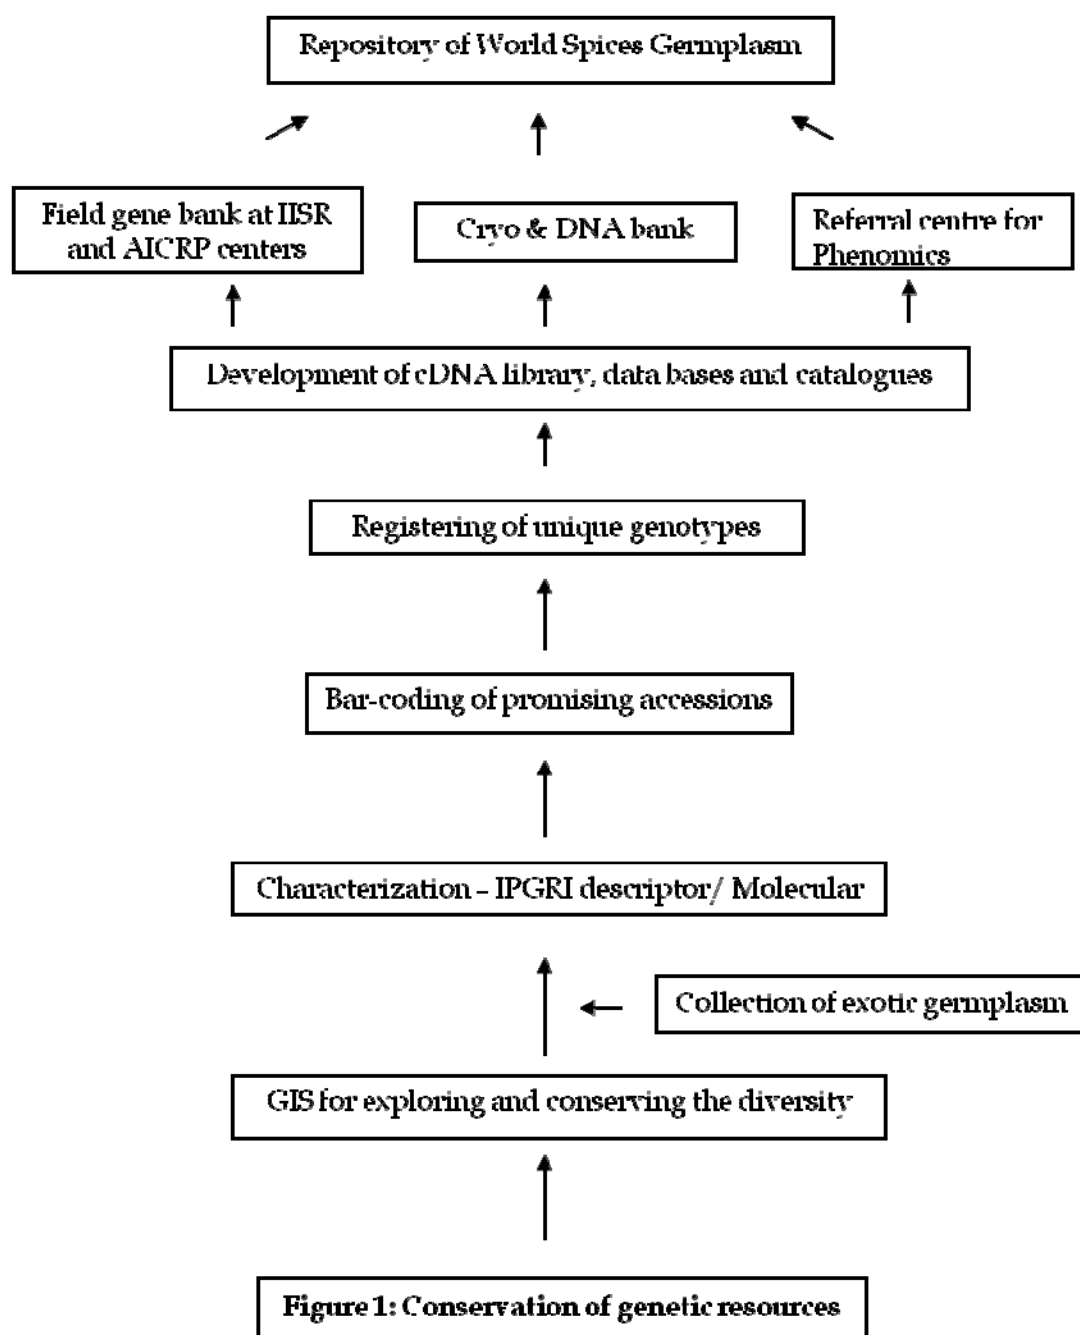 Repository of World Spices Germplasm
Field gene bank at IISR
and AICRP centers
Cryo & DNA bank
Referral centre for
Phenomics
Development of cDNA library, data bases and catalogues
Registering of unique genotypes
Bar-coding of promising accessions
Characterization – IPGRI descriptor/ Molecular
Collection of exotic germplasm
GIS for exploring and conserving the diversity
Figure 1: Conservation of genetic resources